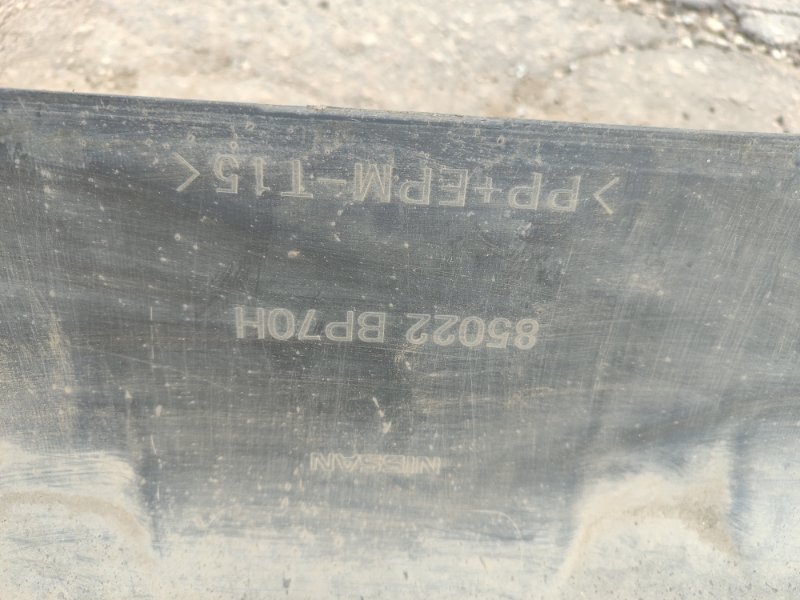 NISSAN
85022 BP70H
>PP+EPM-T15<